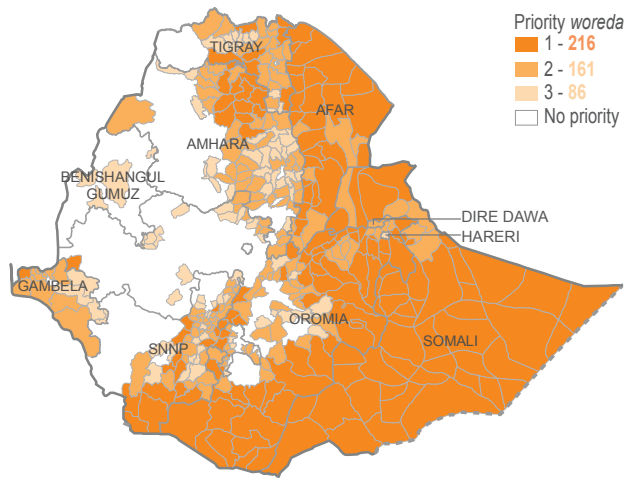 Priority woreda
1 - 216
2 - 161
3 - 86
No priority
TIGRAY
AFAR
AMHARA
BENISHANGUL
GUMUZ
DIRE DAWA
HARERI
GAMBELA
OROMIA
SOMALI
SNNP